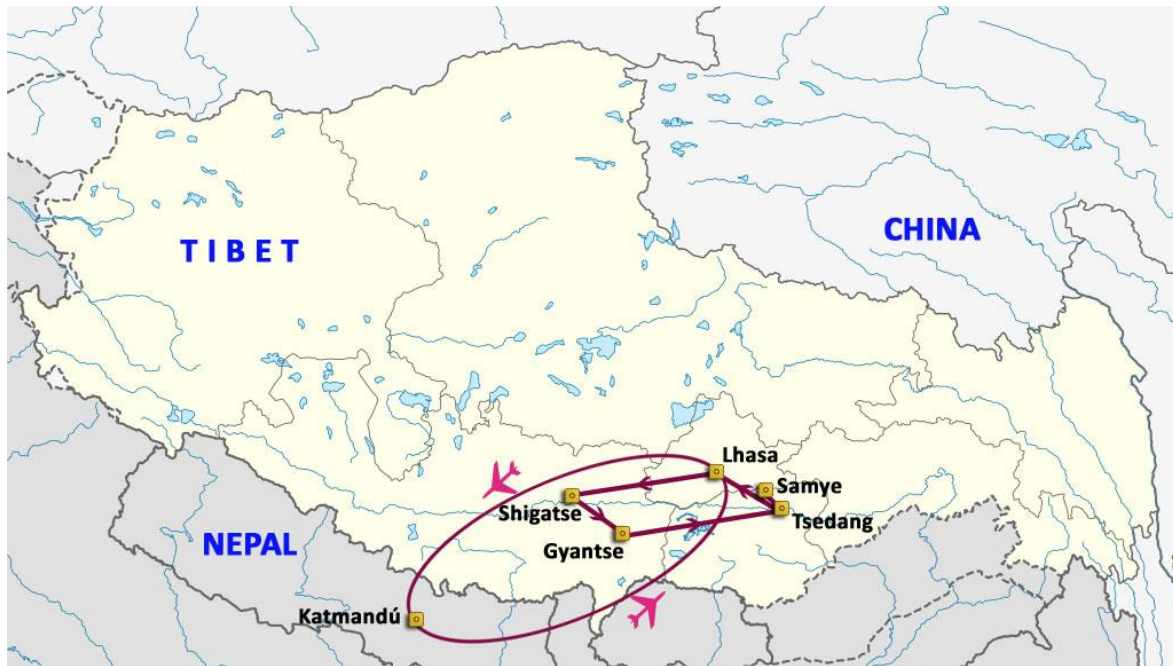 TIBET
CHINA
Lhasa
Samye
Shigatse
Tsedang
Gyantse
NEPAL
Katmandú